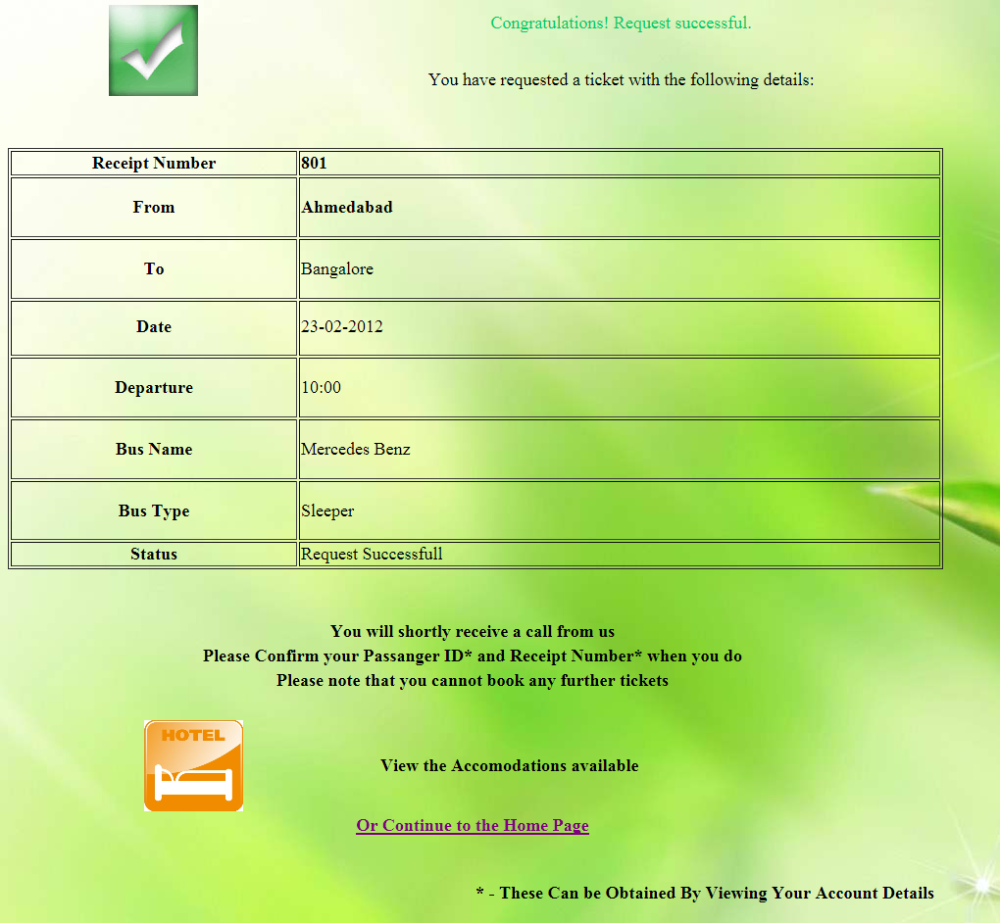 Congratulations! Request successful.
You have requested a ticket with the following details:
Receipt Number 801
From Ahmedabad
To Bangalore
Date 23-02-2012
Departure 10:00
Bus Name Mercedes Benz
Bus Type Sleeper
Status Request Successfull
You will shortly receive a call from us
Please Confirm your Passanger ID* and Receipt Number* when you do
Please note that you cannot book any further tickets
HOTEL
View the Accomodations available
Or Continue to the Home Page
* - These Can be Obtained By Viewing Your Account Details